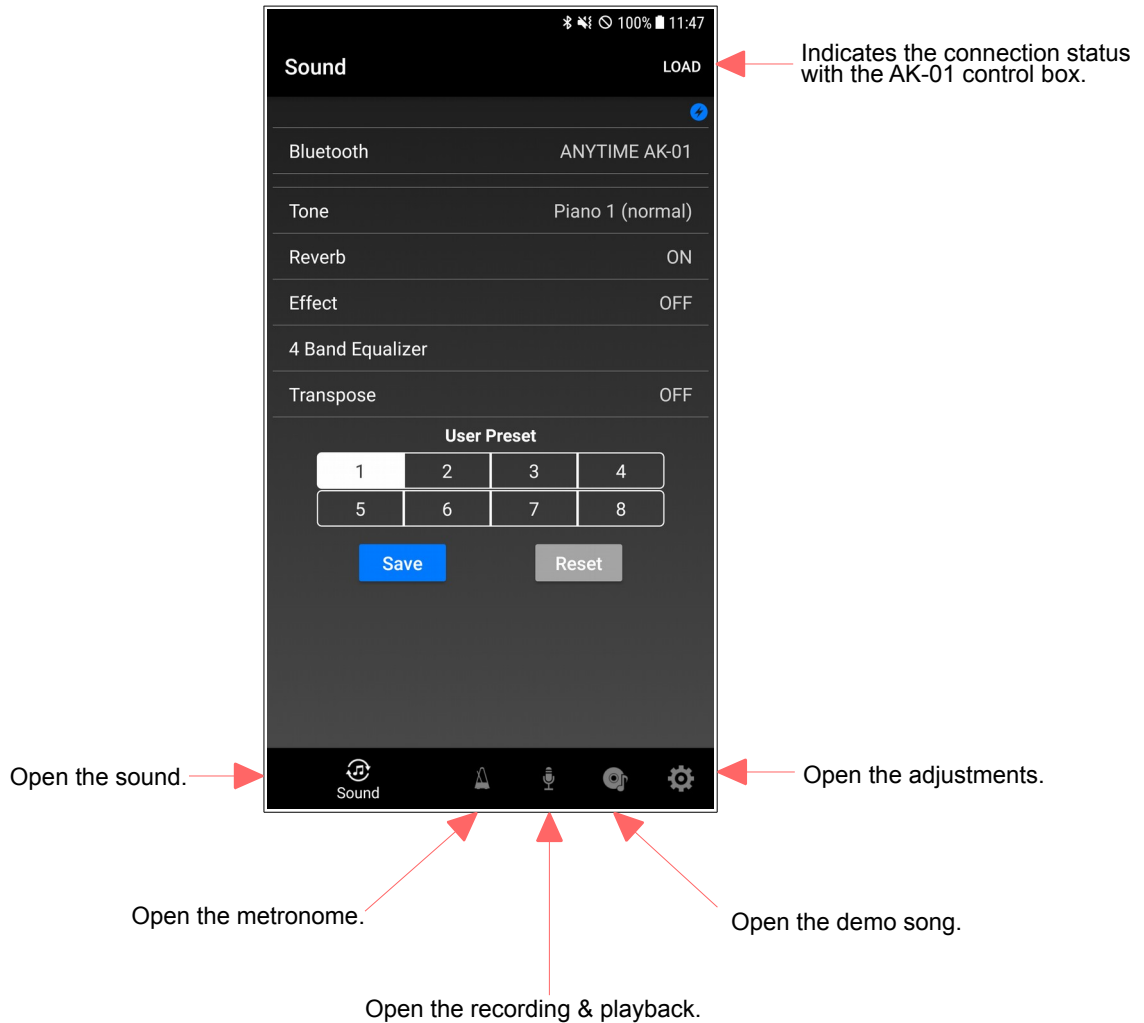 100% 11:47
Sound LOAD
Indicates the connection status
with the AK-01 control box.
Bluetooth ANYTIME AK-01
Tone Piano 1 (normal)
Reverb ON
Effect OFF
4 Band Equalizer
Transpose OFF
User Preset
1 2 3 4
5 6 7 8
Save Reset
Open the sound.
Sound
Open the adjustments.
Open the metronome.
Open the demo song.
Open the recording & playback.